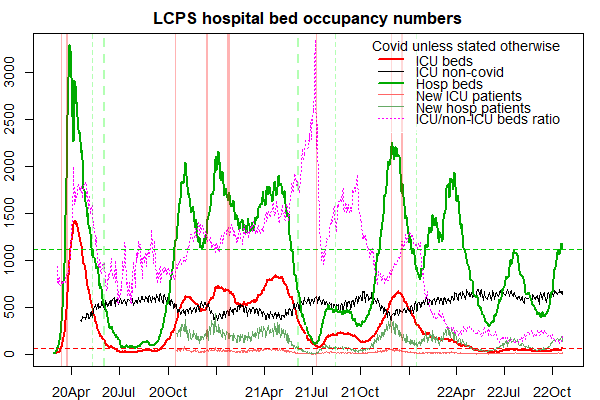 LCPS hospital bed occupancy numbers
Covid unless stated otherwise
ICU beds
ICU non-covid
Hosp beds
New ICU patients
New hosp patients
ICU/non-ICU beds ratio
3000
2500
2000
1500
1000
500
0
20Apr 20Jul 20Oct 21Apr 21Jul 21Oct 22Apr 22Jul 22Oct